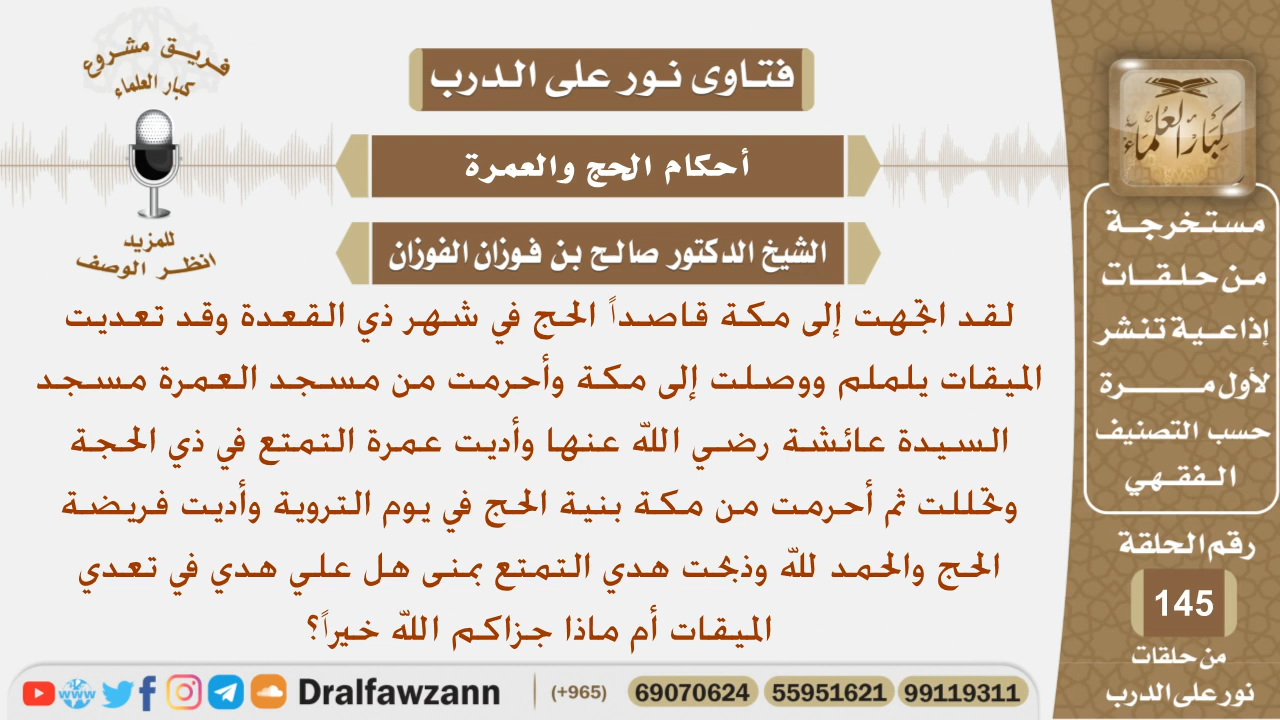 فريق مشروع
كبار العلماء
للمزيد
انظر الوصف
فتاوى نور على الدرب
أحكام الحج والعمرة
الشيخ الدكتور صالح بن فوزان الفوزان
لقد اتجهت إلى مكة قاصداً الحج في شهر ذي القعدة وقد تعديت
الميقات يلملم ووصلت إلى مكة وأحرمت من مسجد العمرة مسجد
السيدة عائشة رضي الله عنها وأديت عمرة التمتع في ذي الحجة
وتحللت ثم أحرمت من مكة بنية الحج في يوم التروية وأديت فريضة
الحج والحمد لله وذبحت هدي التمتع بمنى هل علي هدي في تعدي
الميقات أم ماذا جزاكم الله خيراً؟
كبار العلماء
مستخرجة
من حلقات
إذاعية تنشر
لأول مرة
حسب التصنيف
الفقهي
رقم الحلقة
145
من حلقات
نور على الدرب
www
Dralfawzann
(+965)
69070624
55951621
99119311